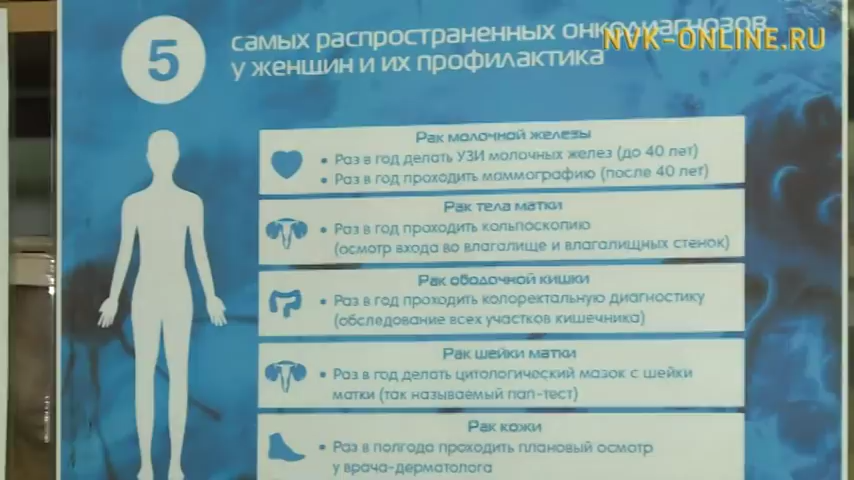 NVK-ONLINE.RU
5
самых распространенных онкодиагнозов
у женщин и их профилактика
Рак молочной железы
• Раз в год делать УЗИ молочных желез (до 40 лет)
• Раз в год проходить маммографию (после 40 лет)
Рак тела матки
• Раз в год проходить кольпоскопию
(осмотр входа во влагалище и влагалищных стенок)
Рак ободочной кишки
• Раз в год проходить колоректальную диагностику
(обследование всех участков кишечника)
Рак шейки матки
• Раз в год делать цитологический мазок с шейки
матки (так называемый пап-тест)
Рак кожи
• Раз в полгода проходить плановый осмотр
у врача-дерматолога